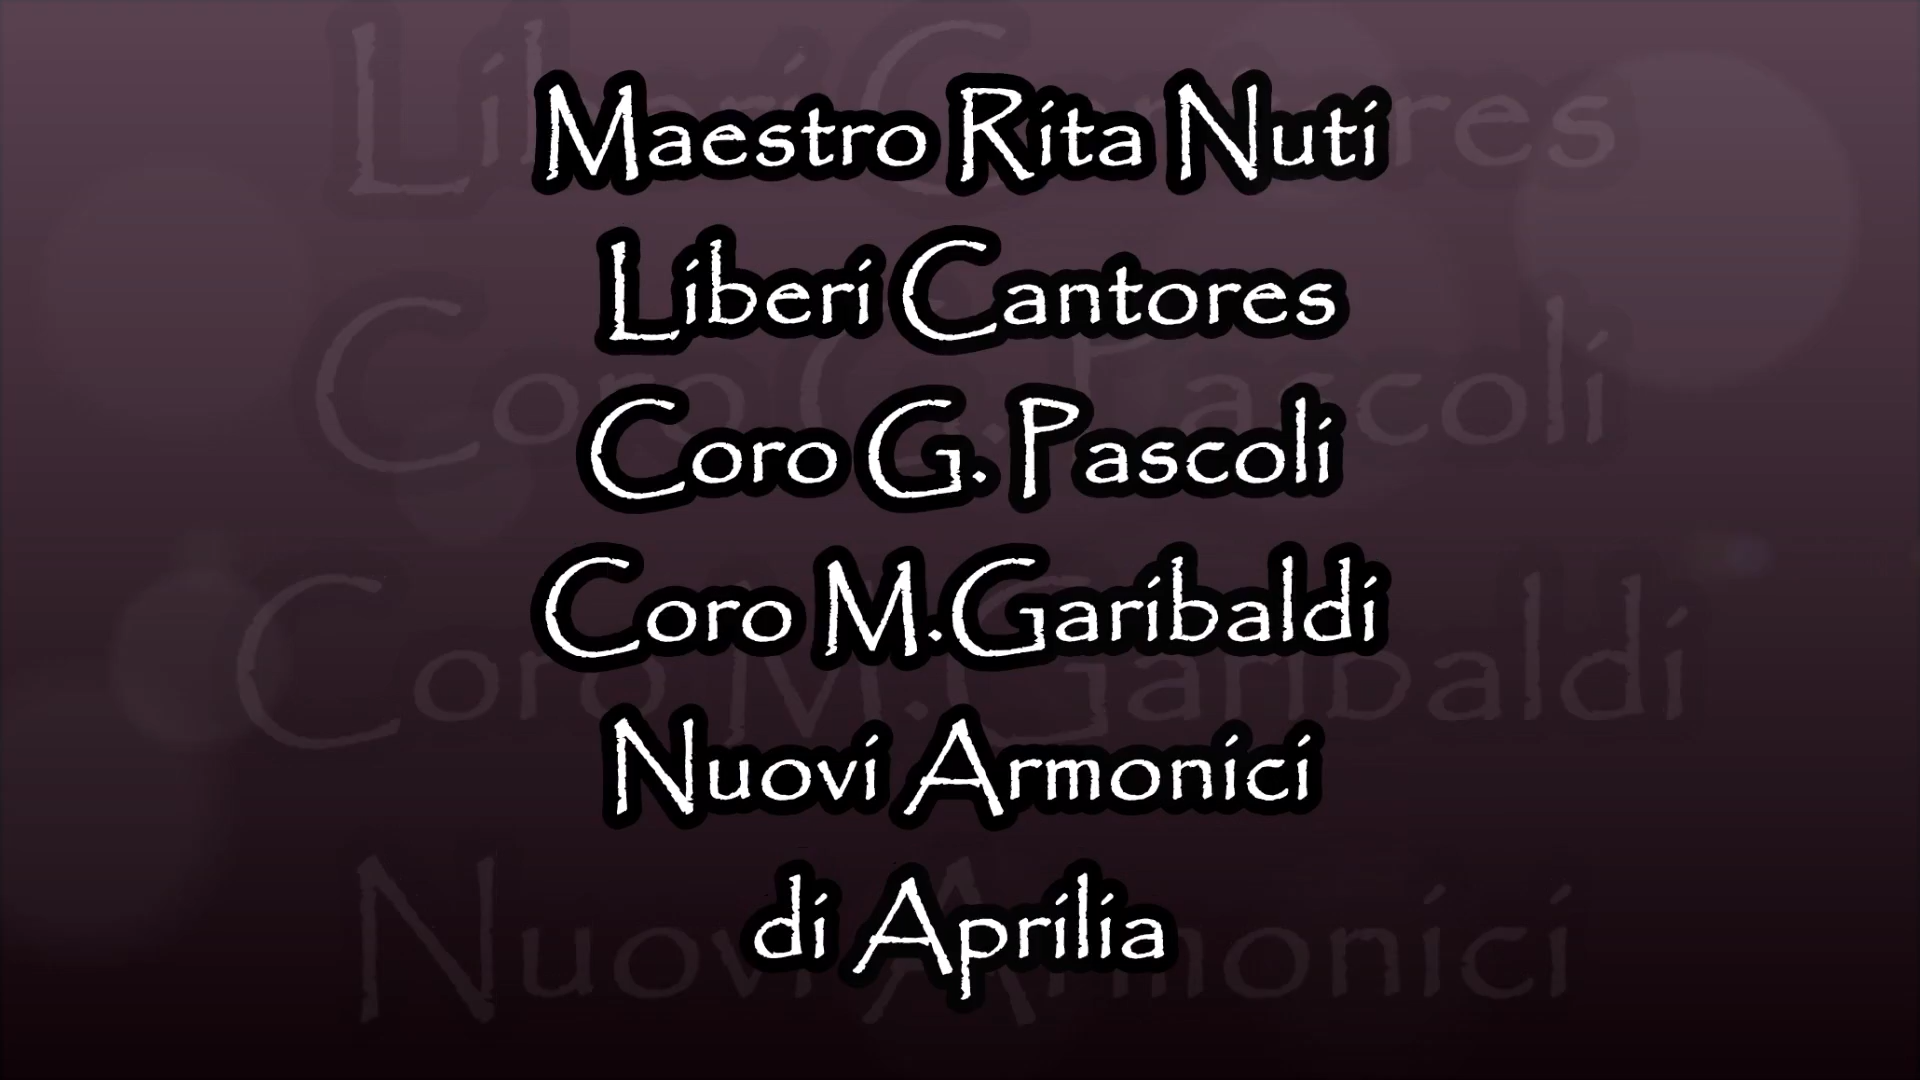 Maestro Rita Nuti
Liberi Cantores
Coro G. Pascoli
Coro M.Garibaldi
Nuovi Armonici
di Aprilia